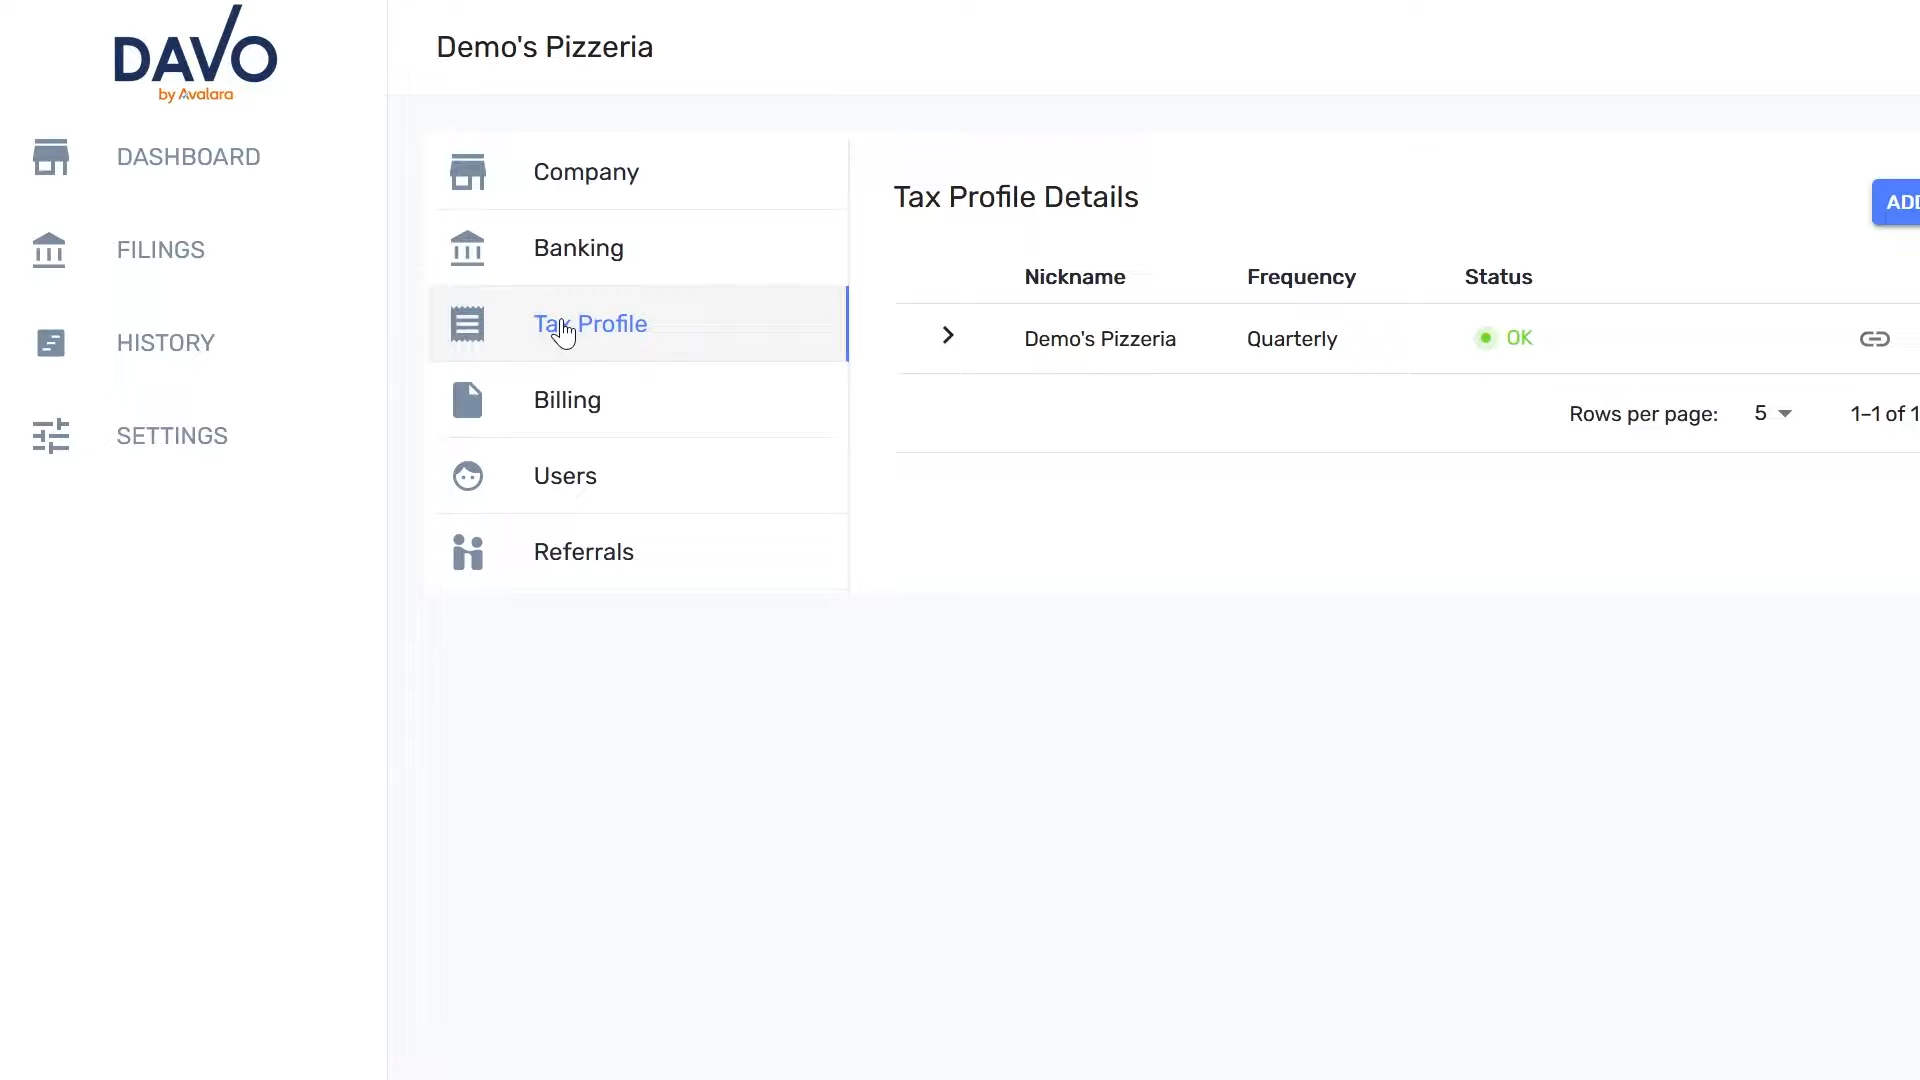 DAVO
by Avalara
DASHBOARD
FILINGS
HISTORY
SETTINGS
Demo's Pizzeria
Company
Banking
Tax Profile
Billing
Users
Referrals
Tax Profile Details
ADD
Nickname Frequency Status
Demo's Pizzeria Quarterly OK
Rows per page: 5 1–1 of 1